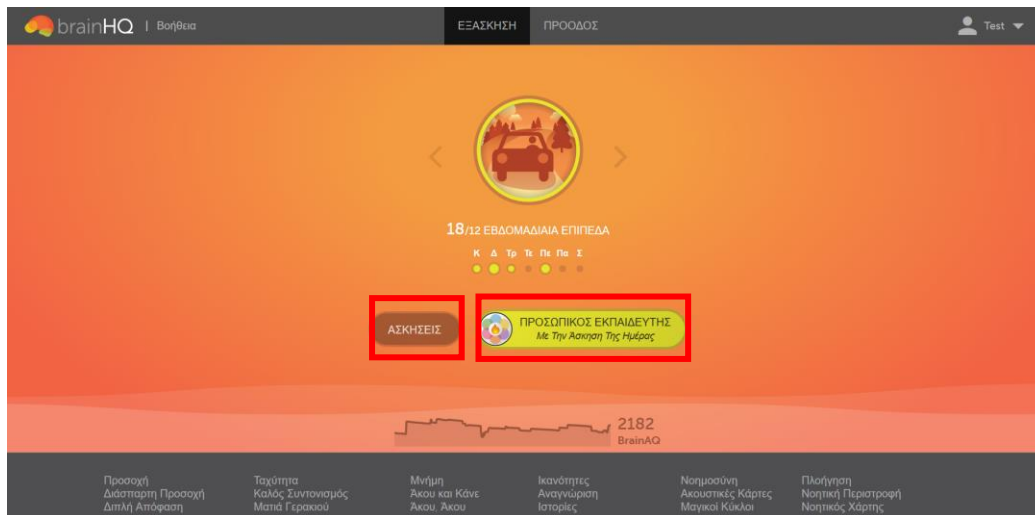 brainHQ | Βοήθεια ΕΞΑΣΚΗΣΗ ΠΡΟΟΔΟΣ Test
18/12 ΕΒΔΟΜΑΔΙΑΙΑ ΕΠΙΠΕΔΑ
Κ Δ Τρ Τε Πε Πα Σ
ΑΣΚΗΣΕΙΣ
ΠΡΟΣΩΠΙΚΟΣ ΕΚΠΑΙΔΕΥΤΗΣ
Με Την Άσκηση Της Ημέρας
2182
BrainAQ
Προσοχή Ταχύτητα Μνήμη Ικανότητες Νοημοσύνη Πλοήγηση
Διάσπαρτη Προσοχή Καλός Συντονισμός Άκου και Κάνε Αναγνώριση Ακουστικές Κάρτες Νοητική Περιστροφή
Διπλή Απόφαση Ματιά Γερακιού Άκου, Άκου Ιστορίες Μαγικοί Κύκλοι Νοητικός Χάρτης